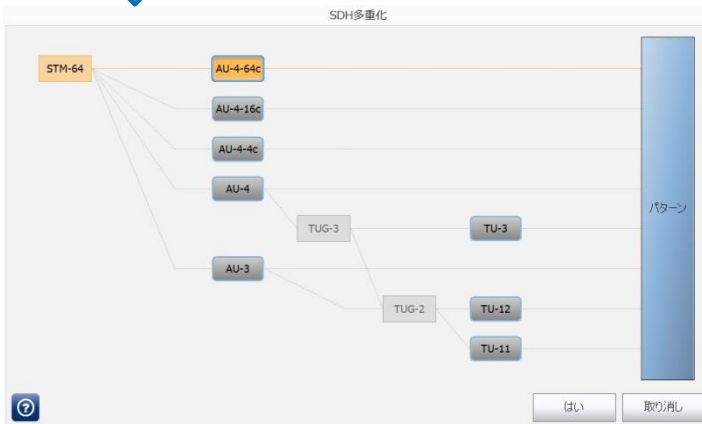 SDH多重化
STM-64
AU-4-64c
AU-4-16c
AU-4-4c
AU-4
TUG-3
TU-3
パターン
AU-3
TUG-2
TU-12
TU-11
?
はい
取り消し